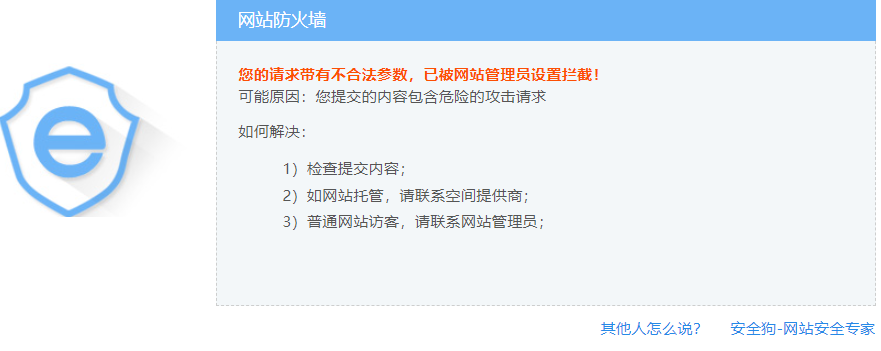 网站防火墙
您的请求带有不合法参数，已被网站管理员设置拦截！
可能原因：您提交的内容包含危险的攻击请求
如何解决：
1）检查提交内容；
2）如网站托管，请联系空间提供商；
3）普通网站访客，请联系网站管理员；
其他人怎么说？ 安全狗-网站安全专家